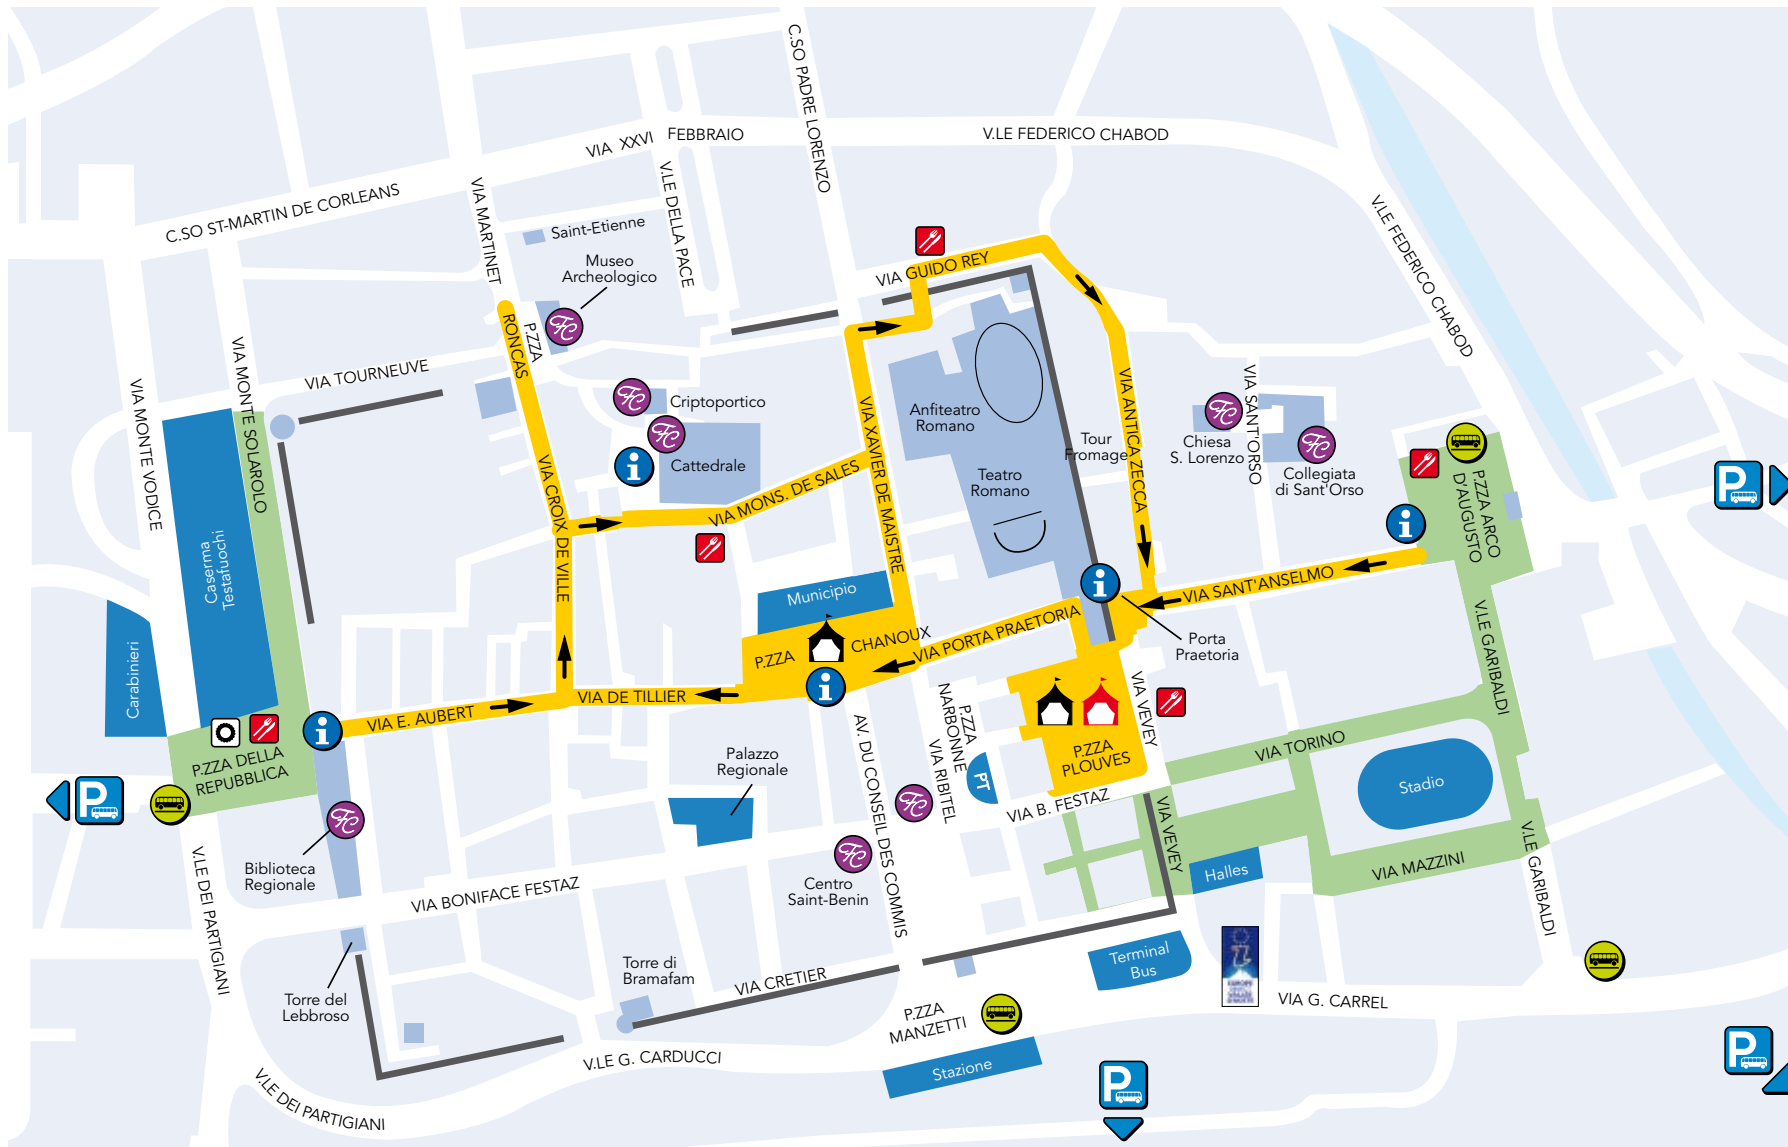 C.SO PADRE LORENZO
VIA XXVI FEBBRAIO
V.LE FEDERICO CHABOD
C.SO ST-MARTIN DE CORLEANS
VIA MARTINET
V.LE DELLA PACE
Saint-Etienne
Museo
Archeologico
VIA GUIDO REY
V.LE FEDERICO CHABOD
P.ZZA
RONCAS
VIA TOURNEUVE
VIA MONTE SOLAROLO
VIA MONTE VODICE
Criptoportico
Cattedrale
Anfiteatro
Romano
Teatro
Romano
Tour
Fromage
VIA ANTICA ZECCA
VIA SANT'ORSO
Chiesa
S. Lorenzo
Collegiata
di Sant'Orso
P.ZZA ARCO
D'AUGUSTO
VIA CROIX DE VILLE
VIA MONS. DE SALES
VIA XAVIER DE MAISTRE
Caserma
Testafuochi
Carabinieri
Municipio
P.ZZA CHANOUX
VIA PORTA PRAETORIA
VIA SANT'ANSELMO
Porta
Praetoria
V.LE GARIBALDI
VIA E. AUBERT
VIA DE TILLIER
P.ZZA DELLA
REPUBBLICA
Palazzo
Regionale
AV. DU CONSEIL DES COMMIS
P.ZZA
NARBONNE
VIA RIBITEL
PT
P.ZZA
PLOUVES
VIA VEVEY
VIA TORINO
Stadio
VIA B. FESTAZ
VIA VEVEY
Halles
VIA MAZZINI
V.LE GARIBALDI
P
P
P
P
Biblioteca
Regionale
V.LE DEI PARTIGIANI
VIA BONIFACE FESTAZ
Centro
Saint-Benin
Torre del
Lebbroso
Torre di
Bramafam
VIA CRETIER
Terminal
Bus
P.ZZA
MANZETTI
Stazione
VIA G. CARREL
V.LE G. CARDUCCI
V.LE DEI PARTIGIANI